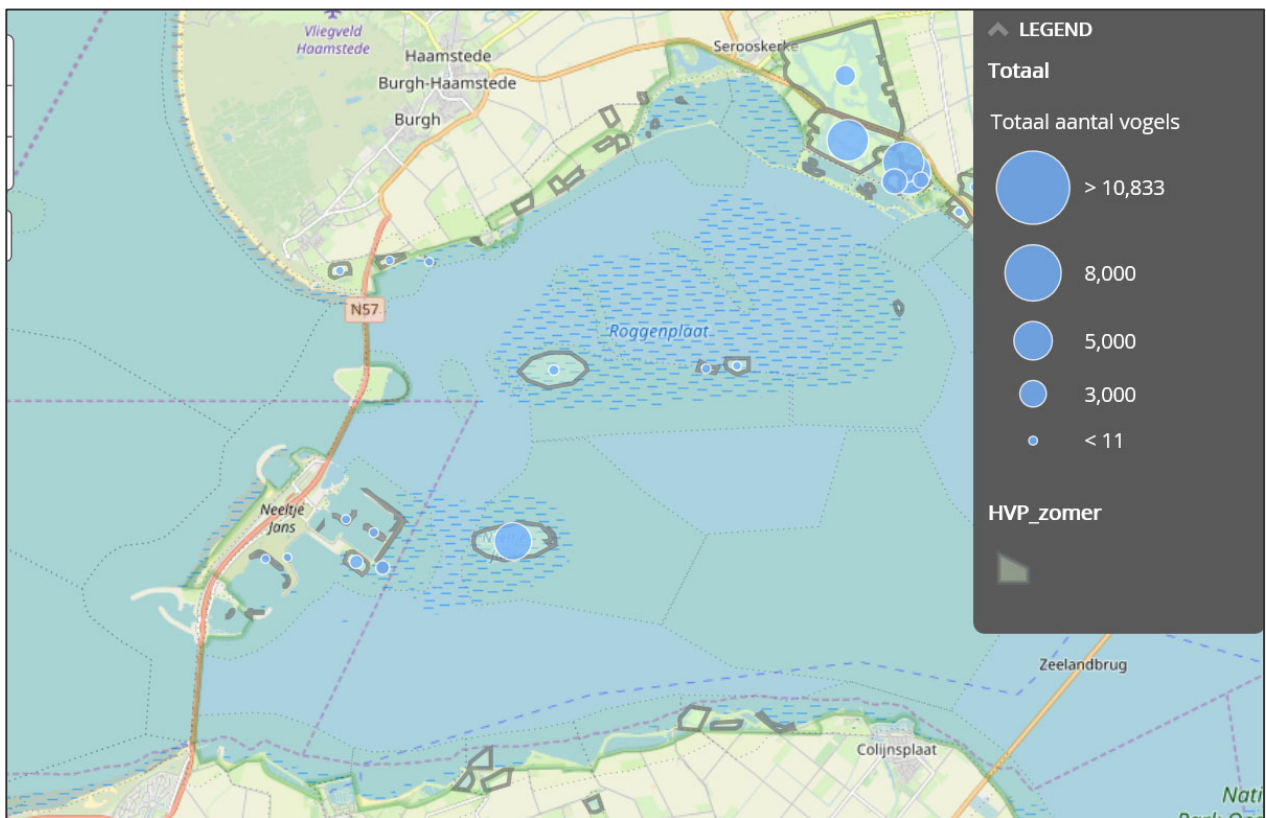 Vliegveld
Haamstede
Haamstede
Burgh-Haamstede
Burgh
Serooskerke
N57
Roggenplaat
Neeltje
Jans
Zeelandbrug
Colijnsplaat
Nati
LEGEND
Totaal
Totaal aantal vogels
> 10,833
8,000
5,000
3,000
< 11
HVP_zomer